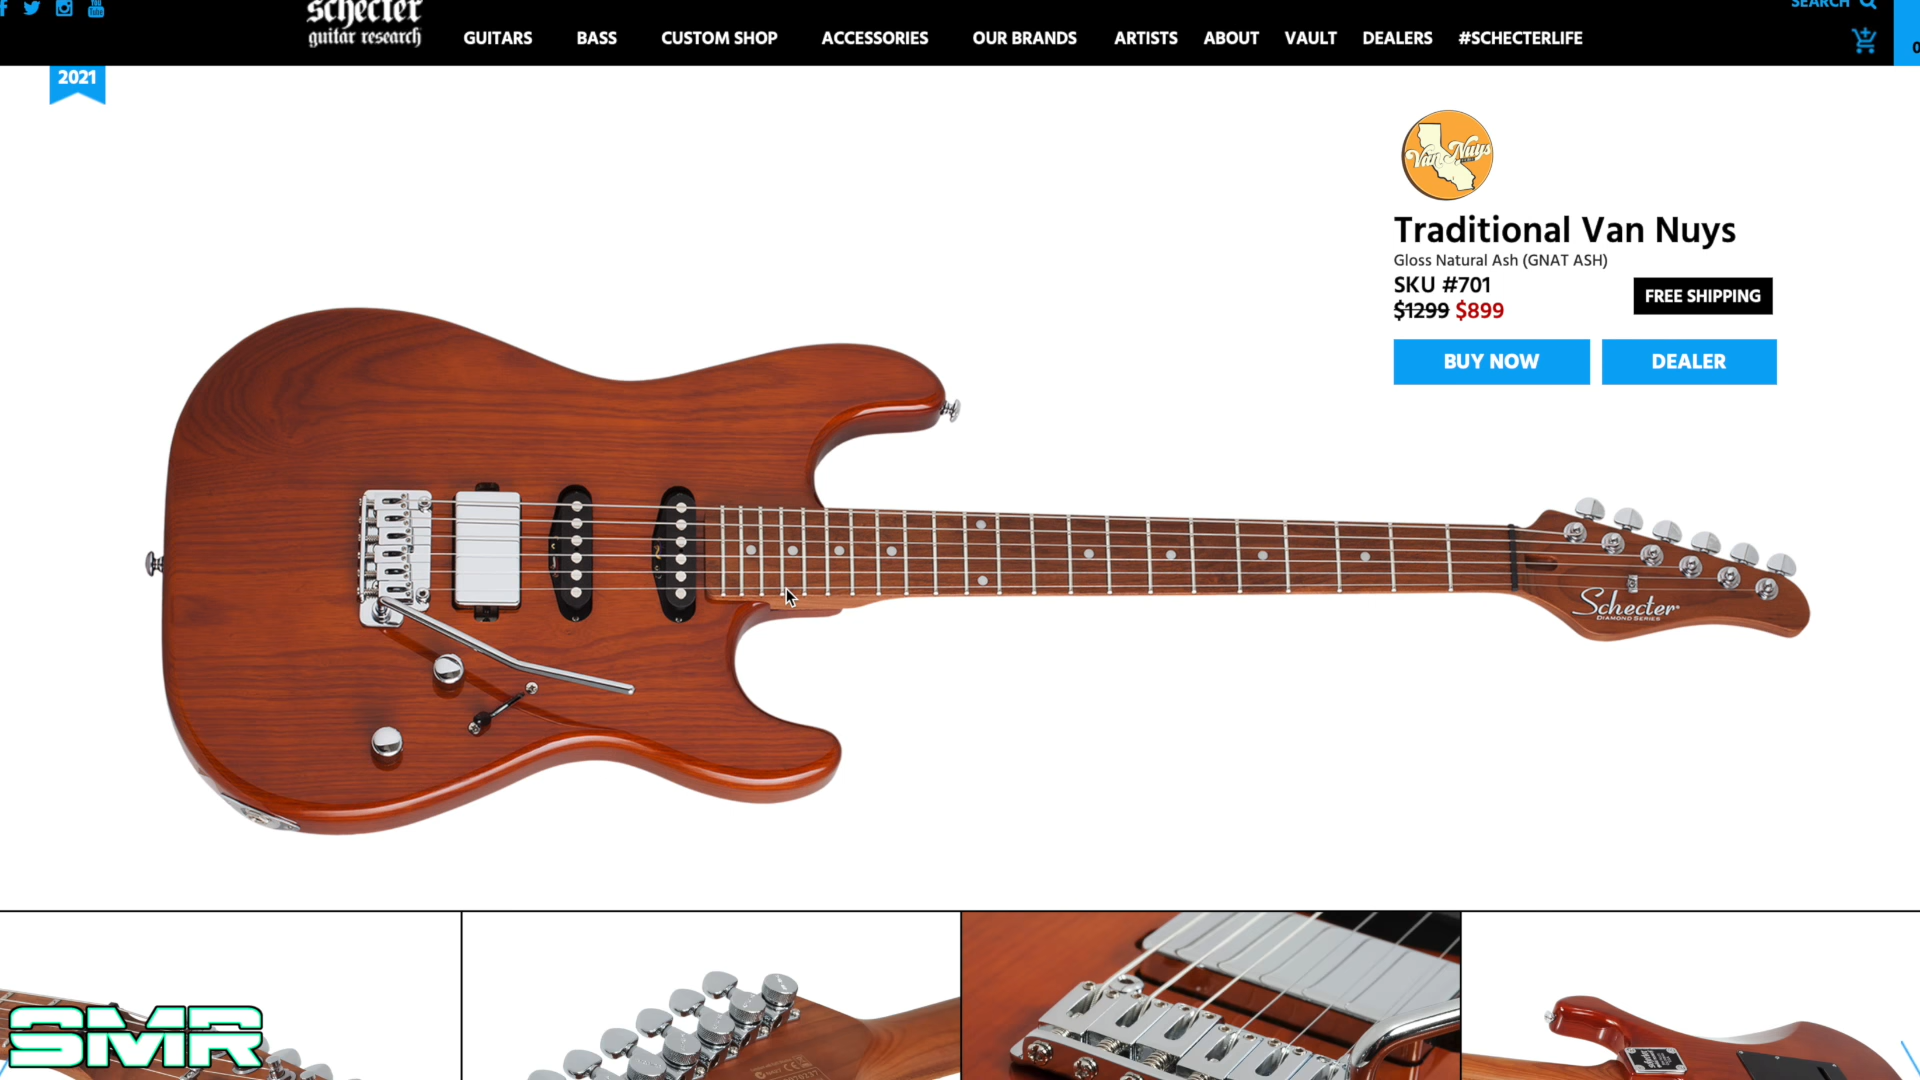 SEARCH
schecter
guitar research
GUITARS BASS CUSTOM SHOP ACCESSORIES OUR BRANDS ARTISTS ABOUT VAULT DEALERS #SCHECTERLIFE
0
2021
Van Nuys
Traditional Van Nuys
Gloss Natural Ash (GNAT ASH)
SKU #701
$1299 $899
FREE SHIPPING
BUY NOW
DEALER
Schecter
DIAMOND SERIES
SMR